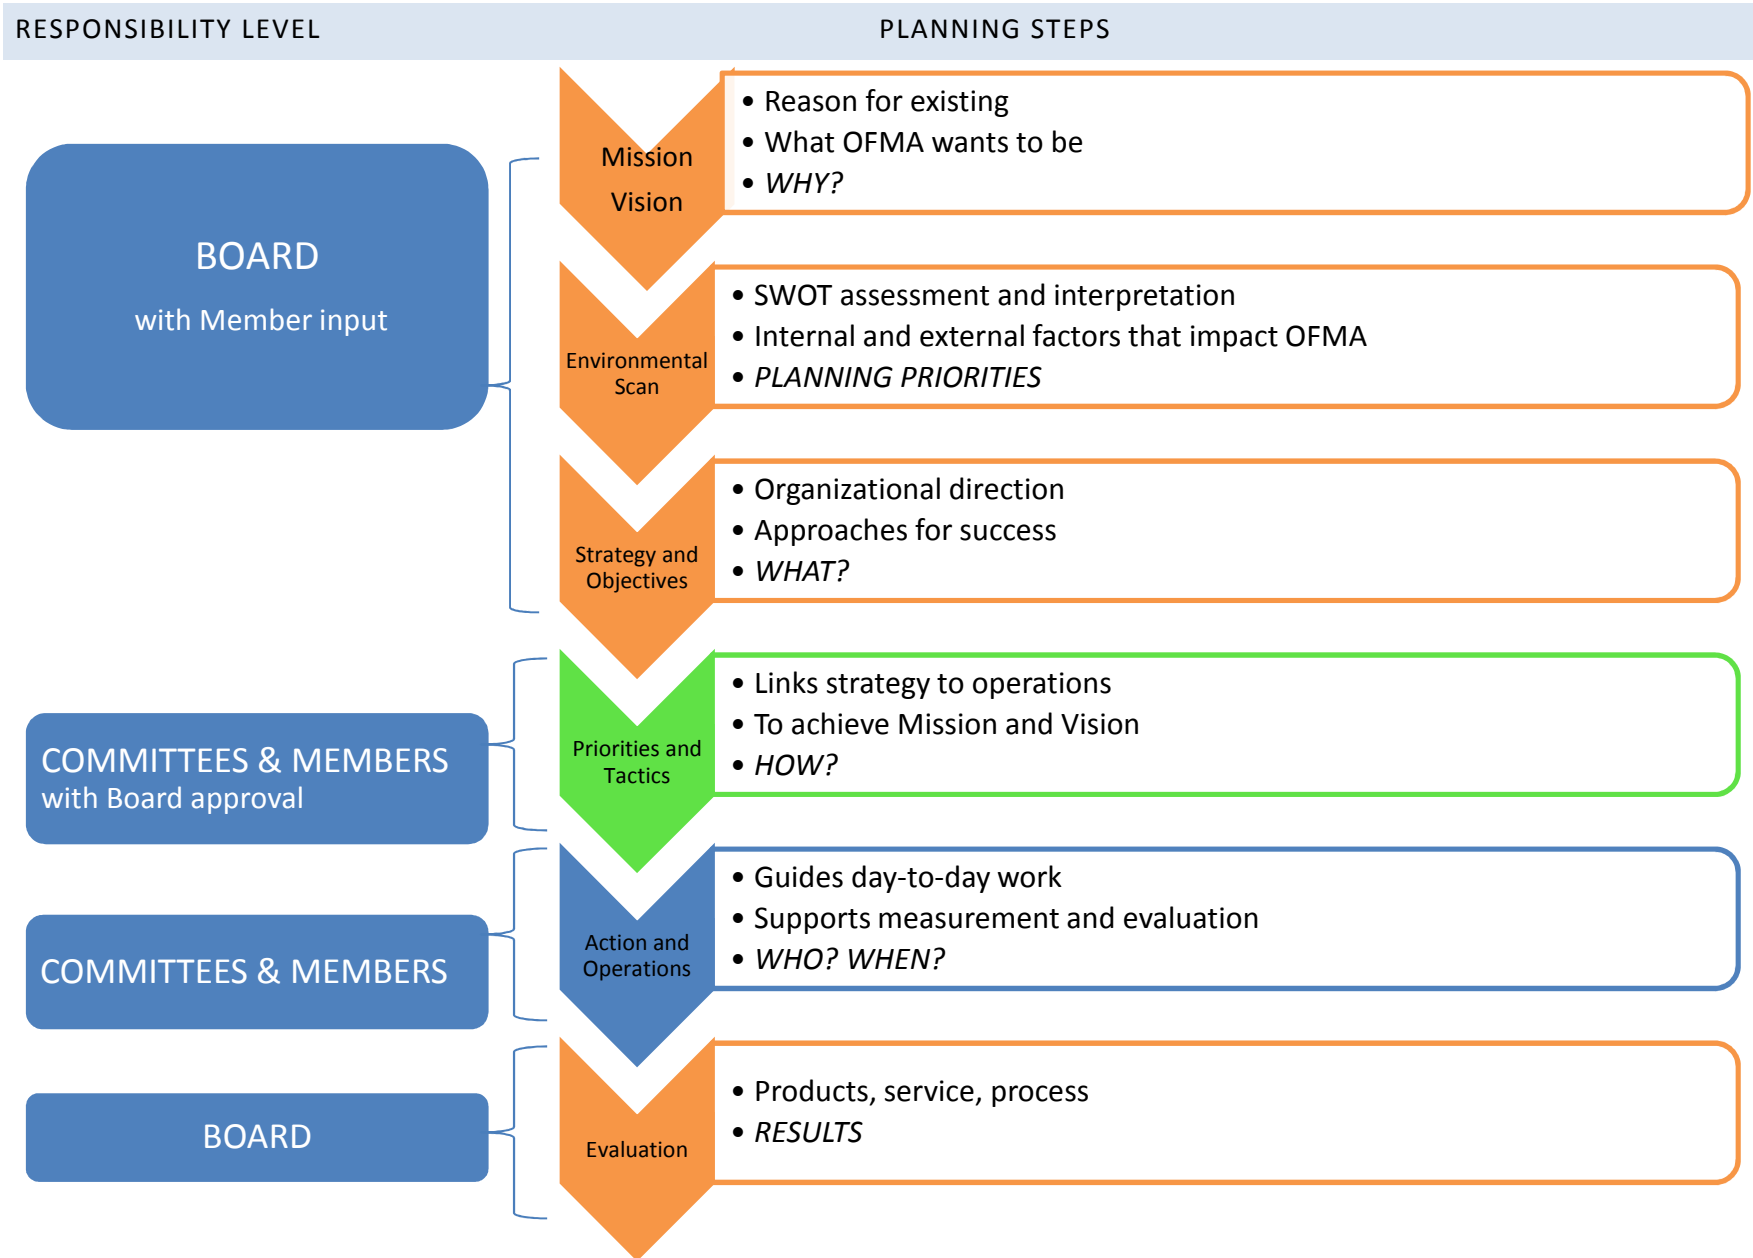 RESPONSIBILITY LEVEL
PLANNING STEPS
BOARD
with Member input
Mission
Vision
• Reason for existing
• What OFMA wants to be
• WHY?
Environmental
Scan
• SWOT assessment and interpretation
• Internal and external factors that impact OFMA
• PLANNING PRIORITIES
Strategy and
Objectives
• Organizational direction
• Approaches for success
• WHAT?
COMMITTEES & MEMBERS
with Board approval
Priorities and
Tactics
• Links strategy to operations
• To achieve Mission and Vision
• HOW?
COMMITTEES & MEMBERS
Action and
Operations
• Guides day-to-day work
• Supports measurement and evaluation
• WHO? WHEN?
BOARD
Evaluation
• Products, service, process
• RESULTS